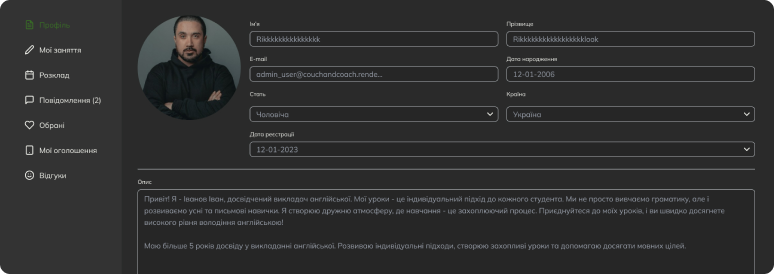 Профіль
Мої заняття
Розклад
Повідомлення (2)
Обрані
Мої оголошення
Відгуки
Ім'я
Rikkkkkkkkkkkkkkk
Прізвище
Rikkkkkkkkkkkkkkkkkklook
E-mail
admin_user@couchandcoach.rende...
Дата народження
12-01-2006
Стать
Чоловіча
Країна
Україна
Дата реєстрації
12-01-2023
Опис
Привіт! Я - Іванов Іван, досвідчений викладач англійської. Мої уроки - це індивідуальний підхід до кожного студента. Ми не просто вивчаємо граматику, але і
розвиваємо усні та письмові навички. Я створюю дружню атмосферу, де навчання - це захоплюючий процес. Приєднуйтеся до моїх уроків, і ви швидко досягнете
високого рівня володіння англійською!
Маю більше 5 років досвіду у викладанні англійської. Розвиваю індивідуальні підходи, створюю захопливі уроки та допомагаю досягати мовних цілей.